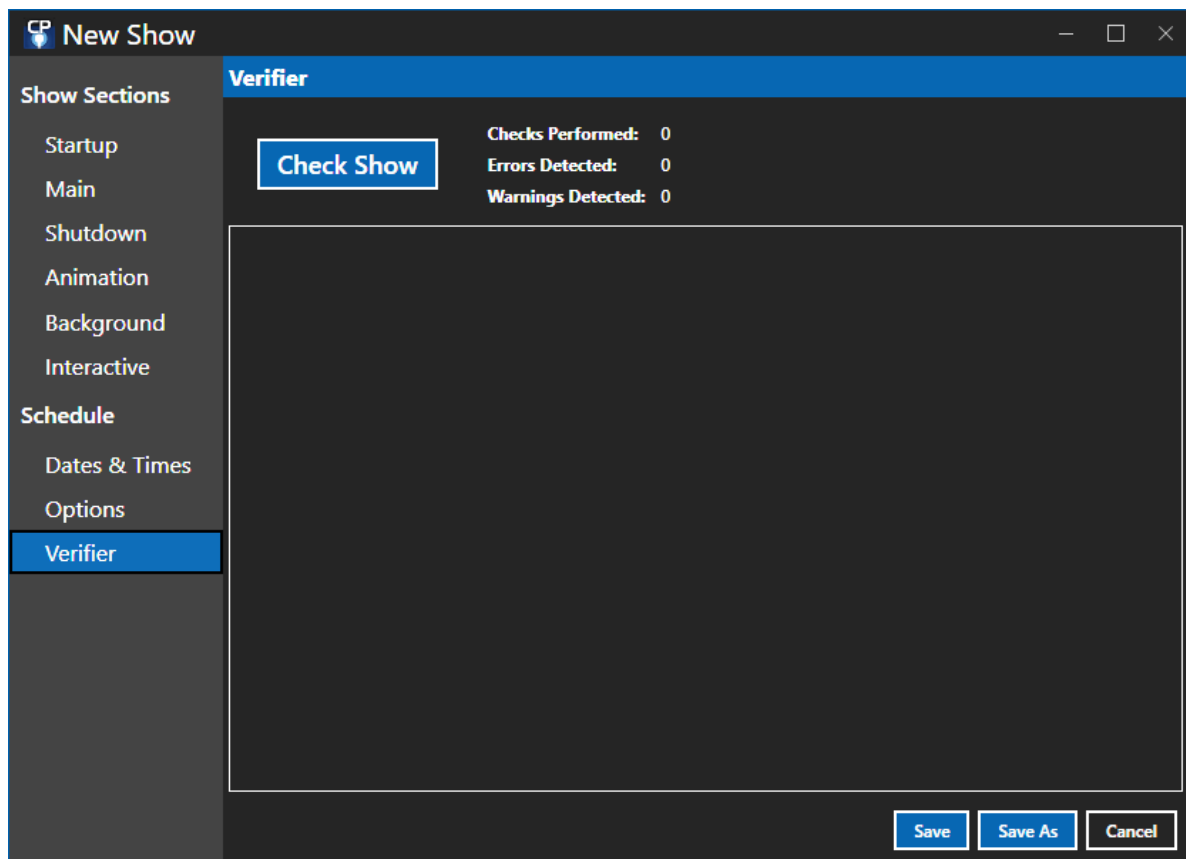 CP New Show
Show Sections
Startup
Main
Shutdown
Animation
Background
Interactive
Schedule
Dates & Times
Options
Verifier
Verifier
Check Show
Checks Performed: 0
Errors Detected: 0
Warnings Detected: 0
Save Save As Cancel